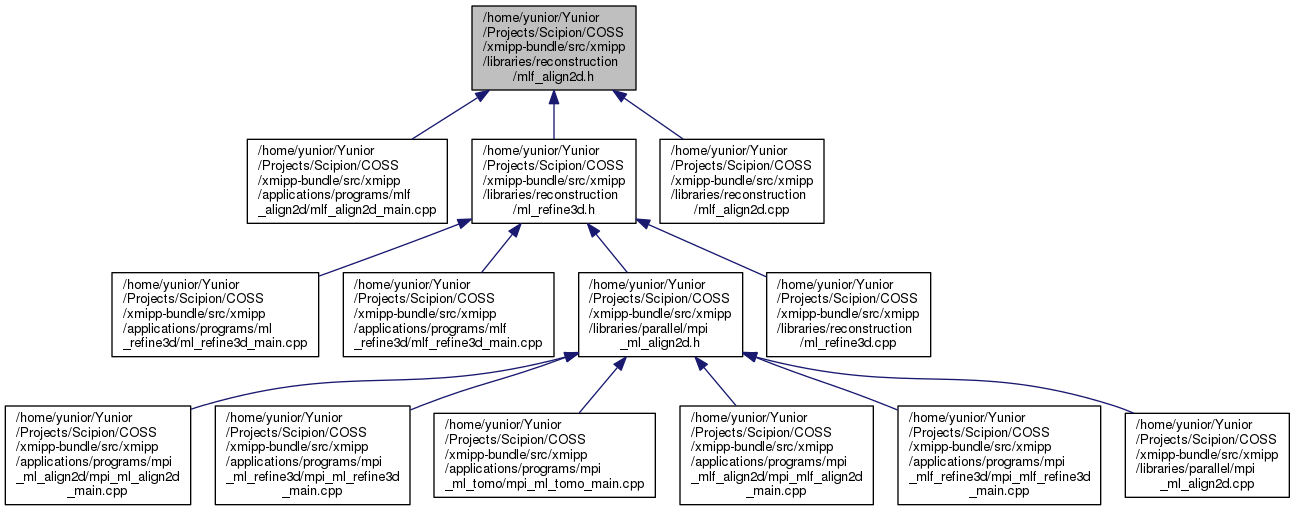 /home/yunior/Yunior
/Projects/Scipion/COSS
/xmipp-bundle/src/xmipp
/libraries/reconstruction
/mlf_align2d.h
/home/yunior/Yunior
/Projects/Scipion/COSS
/xmipp-bundle/src/xmipp
/applications/programs/mlf
_align2d/mlf_align2d_main.cpp
/home/yunior/Yunior
/Projects/Scipion/COSS
/xmipp-bundle/src/xmipp
/libraries/reconstruction
/ml_refine3d.h
/home/yunior/Yunior
/Projects/Scipion/COSS
/xmipp-bundle/src/xmipp
/libraries/reconstruction
/mlf_align2d.cpp
/home/yunior/Yunior
/Projects/Scipion/COSS
/xmipp-bundle/src/xmipp
/applications/programs/ml
_refine3d/ml_refine3d_main.cpp
/home/yunior/Yunior
/Projects/Scipion/COSS
/xmipp-bundle/src/xmipp
/applications/programs/mlf
_refine3d/mlf_refine3d_main.cpp
/home/yunior/Yunior
/Projects/Scipion/COSS
/xmipp-bundle/src/xmipp
/libraries/parallel/mpi
_ml_align2d.h
/home/yunior/Yunior
/Projects/Scipion/COSS
/xmipp-bundle/src/xmipp
/libraries/reconstruction
/ml_refine3d.cpp
/home/yunior/Yunior
/Projects/Scipion/COSS
/xmipp-bundle/src/xmipp
/applications/programs/mpi
_ml_align2d/mpi_ml_align2d
_main.cpp
/home/yunior/Yunior
/Projects/Scipion/COSS
/xmipp-bundle/src/xmipp
/applications/programs/mpi
_ml_refine3d/mpi_ml_refine3d
_main.cpp
/home/yunior/Yunior
/Projects/Scipion/COSS
/xmipp-bundle/src/xmipp
/applications/programs/mpi
_ml_tomo/mpi_ml_tomo_main.cpp
/home/yunior/Yunior
/Projects/Scipion/COSS
/xmipp-bundle/src/xmipp
/applications/programs/mpi
_mlf_align2d/mpi_mlf_align2d
_main.cpp
/home/yunior/Yunior
/Projects/Scipion/COSS
/xmipp-bundle/src/xmipp
/applications/programs/mpi
_mlf_refine3d/mpi_mlf_refine3d
_main.cpp
/home/yunior/Yunior
/Projects/Scipion/COSS
/xmipp-bundle/src/xmipp
/libraries/parallel/mpi
_ml_align2d.cpp